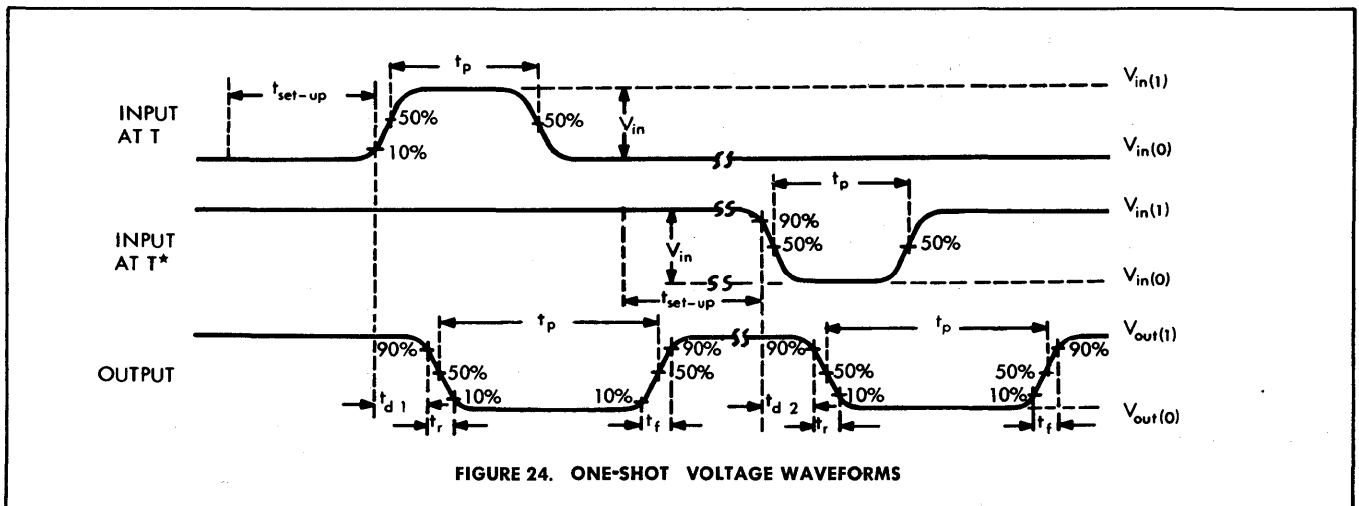 t_p
V_in(1)
t_set-up
INPUT
AT T
50%
V_in
50%
10%
V_in(0)
t_p
V_in(1)
90%
INPUT
AT T*
V_in
50%
50%
V_in(0)
t_set-up
t_p
t_p
V_out(1)
90%
90%
90%
90%
OUTPUT
50%
50%
50%
50%
10%
10%
10%
10%
t_d 1
t_d 2
V_out(0)
t_r
t_f
t_r
t_f
FIGURE 24. ONE-SHOT VOLTAGE WAVEFORMS